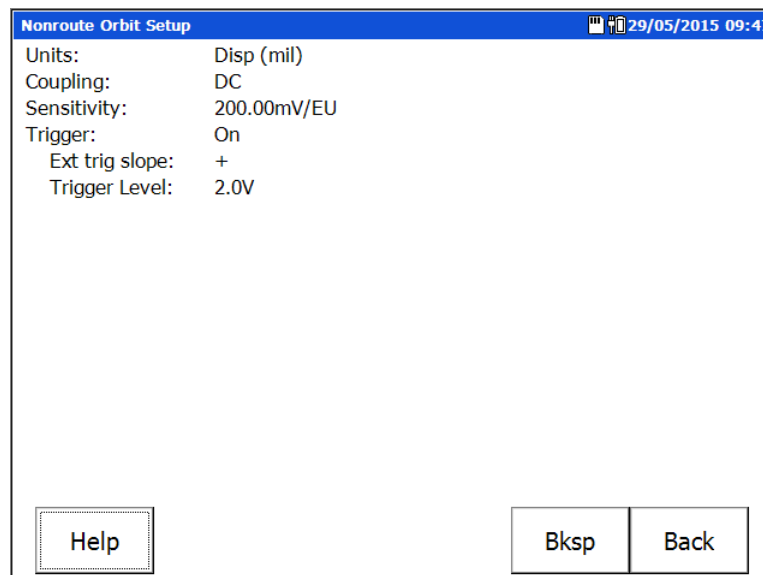 Nonroute Orbit Setup 29/05/2015 09:4
Units: Disp (mil)
Coupling: DC
Sensitivity: 200.00mV/EU
Trigger: On
Ext trig slope: +
Trigger Level: 2.0V
Help Bksp Back